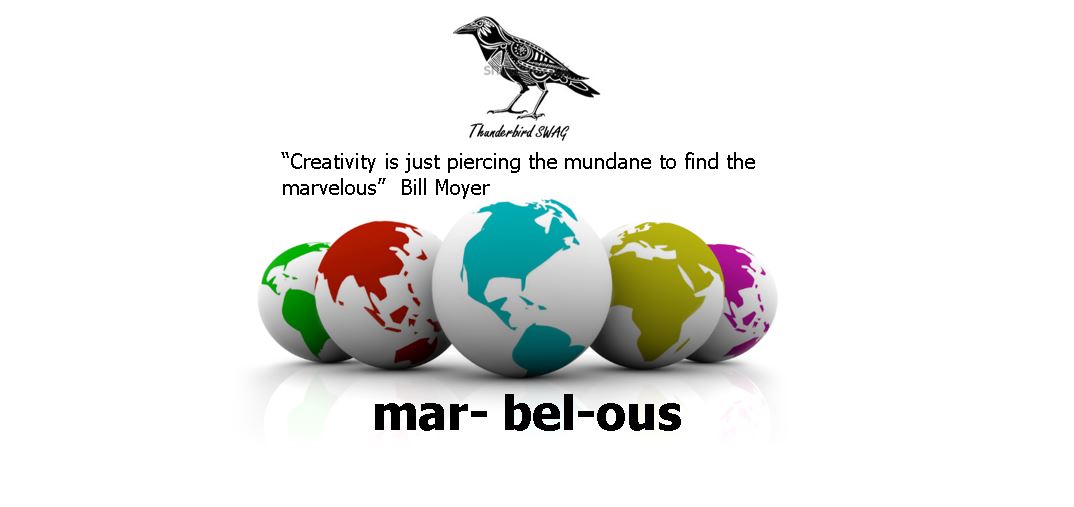 Thunderbird SWAG
“Creativity is just piercing the mundane to find the
marvelous”  Bill Moyer
mar- bel-ous